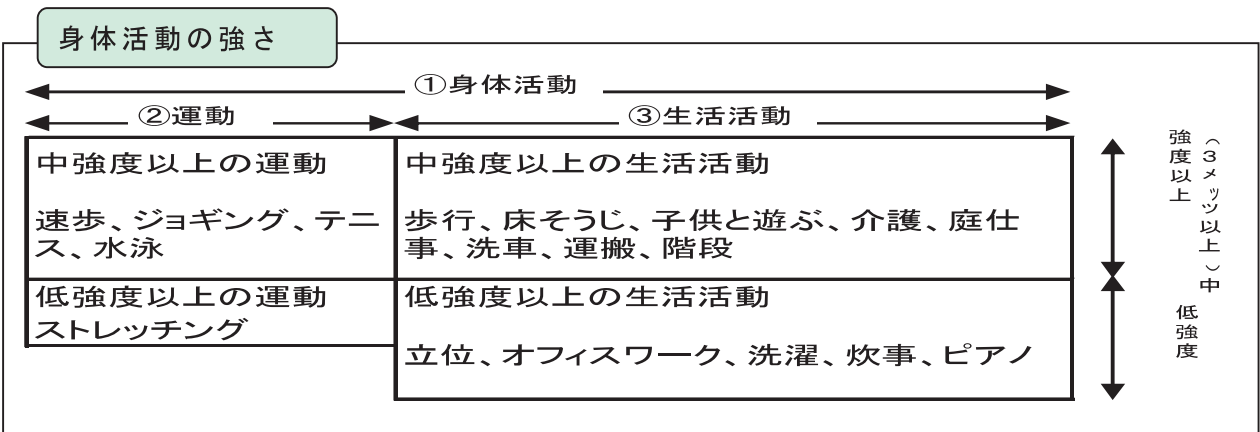 身体活動の強さ
①身体活動
②運動
③生活活動
中強度以上の運動
速歩、ジョギング、テニ
ス、水泳
中強度以上の生活活動
歩行、床そうじ、子供と遊ぶ、介護、庭仕
事、洗車、運搬、階段
低強度以上の運動
ストレッチング
低強度以上の生活活動
立位、オフィスワーク、洗濯、炊事、ピアノ
（３メッツ以上）中
強度以上
低強度